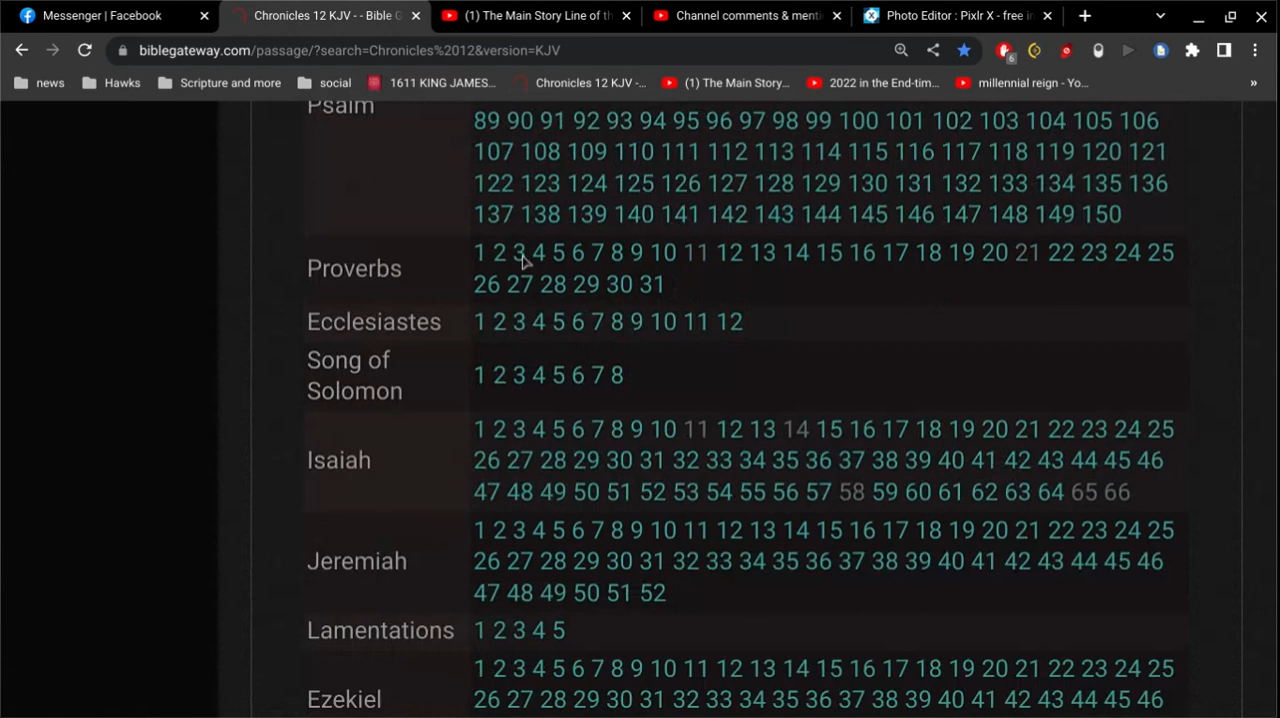 Messenger | Facebook
Chronicles 12 KJV - - Bible G
(1) The Main Story Line of th
Channel comments & menti
Photo Editor : Pixlr X - free i
biblegateway.com/passage/?search=Chronicles%2012&version=KJV
6
news
Hawks
Scripture and more
social
1611 KING JAMES...
Chronicles 12 KJV -...
(1) The Main Story...
2022 in the End-tim...
millennial reign - Yo...
»
Psalm
89 90 91 92 93 94 95 96 97 98 99 100 101 102 103 104 105 106
107 108 109 110 111 112 113 114 115 116 117 118 119 120 121
122 123 124 125 126 127 128 129 130 131 132 133 134 135 136
137 138 139 140 141 142 143 144 145 146 147 148 149 150
Proverbs
1 2 3 4 5 6 7 8 9 10 11 12 13 14 15 16 17 18 19 20 21 22 23 24 25
26 27 28 29 30 31
Ecclesiastes
1 2 3 4 5 6 7 8 9 10 11 12
Song of
Solomon
1 2 3 4 5 6 7 8
Isaiah
1 2 3 4 5 6 7 8 9 10 11 12 13 14 15 16 17 18 19 20 21 22 23 24 25
26 27 28 29 30 31 32 33 34 35 36 37 38 39 40 41 42 43 44 45 46
47 48 49 50 51 52 53 54 55 56 57 58 59 60 61 62 63 64 65 66
Jeremiah
1 2 3 4 5 6 7 8 9 10 11 12 13 14 15 16 17 18 19 20 21 22 23 24 25
26 27 28 29 30 31 32 33 34 35 36 37 38 39 40 41 42 43 44 45 46
47 48 49 50 51 52
Lamentations
1 2 3 4 5
Ezekiel
1 2 3 4 5 6 7 8 9 10 11 12 13 14 15 16 17 18 19 20 21 22 23 24 25
26 27 28 29 30 31 32 33 34 35 36 37 38 39 40 41 42 43 44 45 46